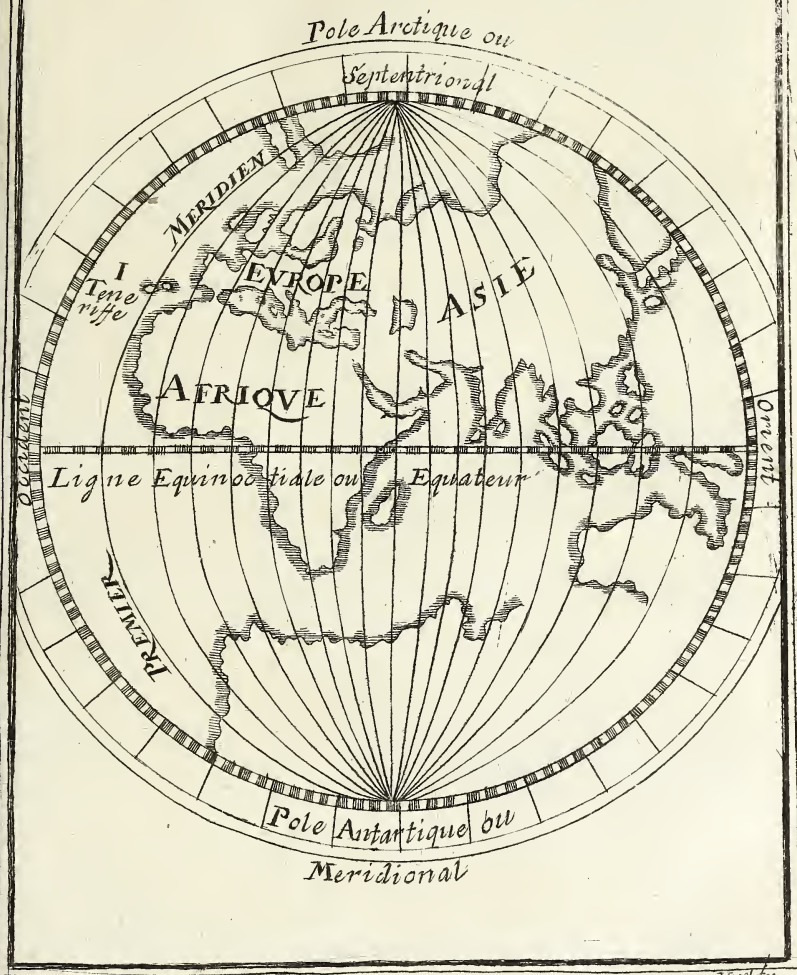 Pole Arctique ou
Septentrional
MERIDIEN
I
Tene
riffe
EVROPE
ASIE
AFRIQVE
Occident
Orient
Ligne Equinoctiale ou Equateur
PREMIER
Pole Antartique ou
Meridional